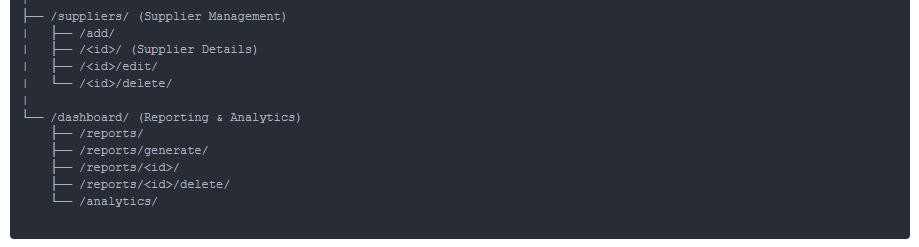 ├── /suppliers/ (Supplier Management)
│   ├── /add/
│   ├── /<id>/ (Supplier Details)
│   ├── /<id>/edit/
│   └── /<id>/delete/
│
└── /dashboard/ (Reporting & Analytics)
    ├── /reports/
    ├── /reports/generate/
    ├── /reports/<id>/
    ├── /reports/<id>/delete/
    └── /analytics/